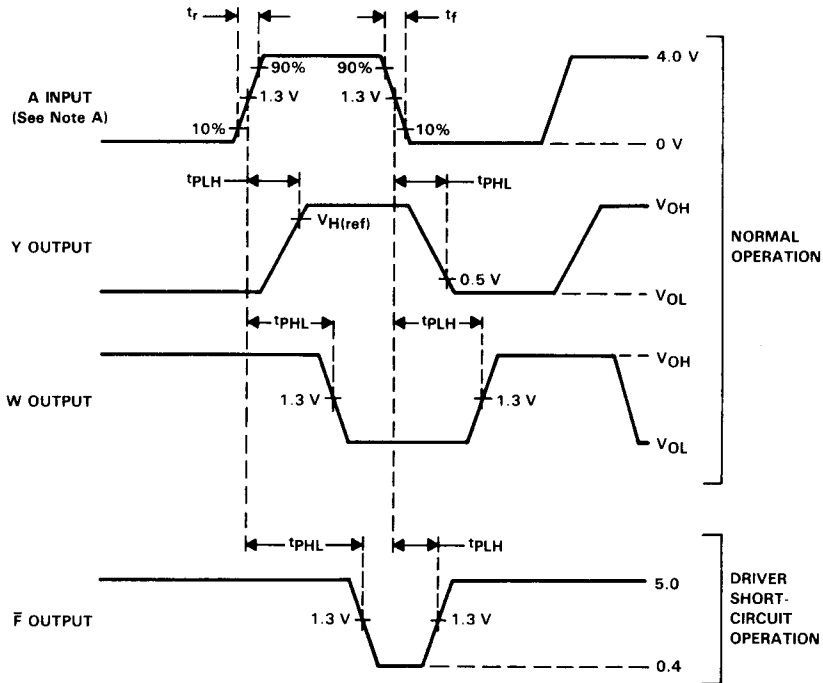 tr
tf
90%
90%
4.0 V
A INPUT
(See Note A)
1.3 V
1.3 V
10%
10%
0 V
tPLH
tPHL
VH(ref)
VOH
Y OUTPUT
0.5 V
VOL
NORMAL
OPERATION
tPHL
tPLH
VOH
W OUTPUT
1.3 V
1.3 V
VOL
tPHL
tPLH
5.0
F̅ OUTPUT
1.3 V
1.3 V
0.4
DRIVER
SHORT-
CIRCUIT
OPERATION